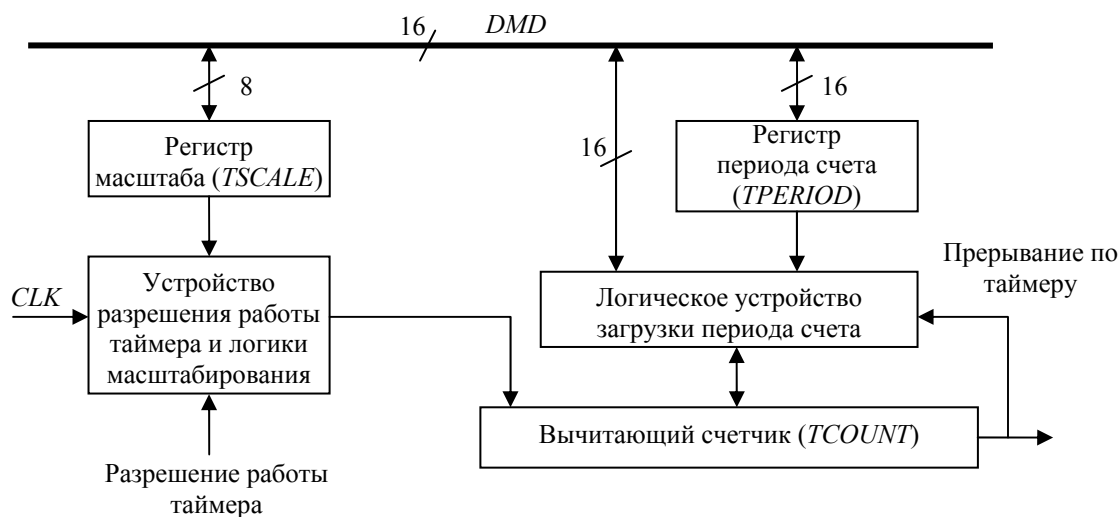 16
DMD
8
16
16
Регистр
масштаба (TSCALE)
Регистр
периода счета
(TPERIOD)
CLK
Устройство
разрешения работы
таймера и логики
масштабирования
Логическое устройство
загрузки периода счета
Прерывание по
таймеру
Вычитающий счетчик (TCOUNT)
Разрешение работы
таймера